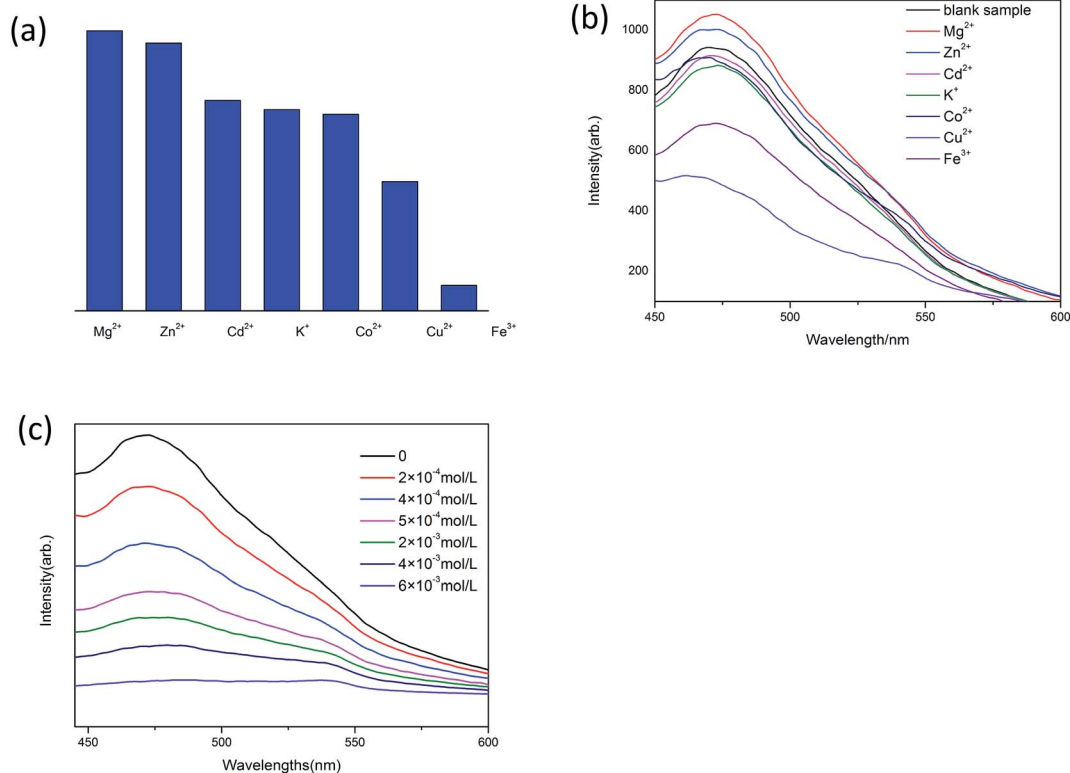 (a)
Mg²⁺ Zn²⁺ Cd²⁺ K⁺ Co²⁺ Cu²⁺ Fe³⁺
(b)
Intensity(arb.)
1000
800
600
400
200
450 500 550 600
Wavelength/nm
blank sample
Mg²⁺
Zn²⁺
Cd²⁺
K⁺
Co²⁺
Cu²⁺
Fe³⁺
(c)
Intensity(arb.)
450 500 550 600
Wavelengths(nm)
0
2×10⁻⁴mol/L
4×10⁻⁴mol/L
5×10⁻⁴mol/L
2×10⁻³mol/L
4×10⁻³mol/L
6×10⁻³mol/L